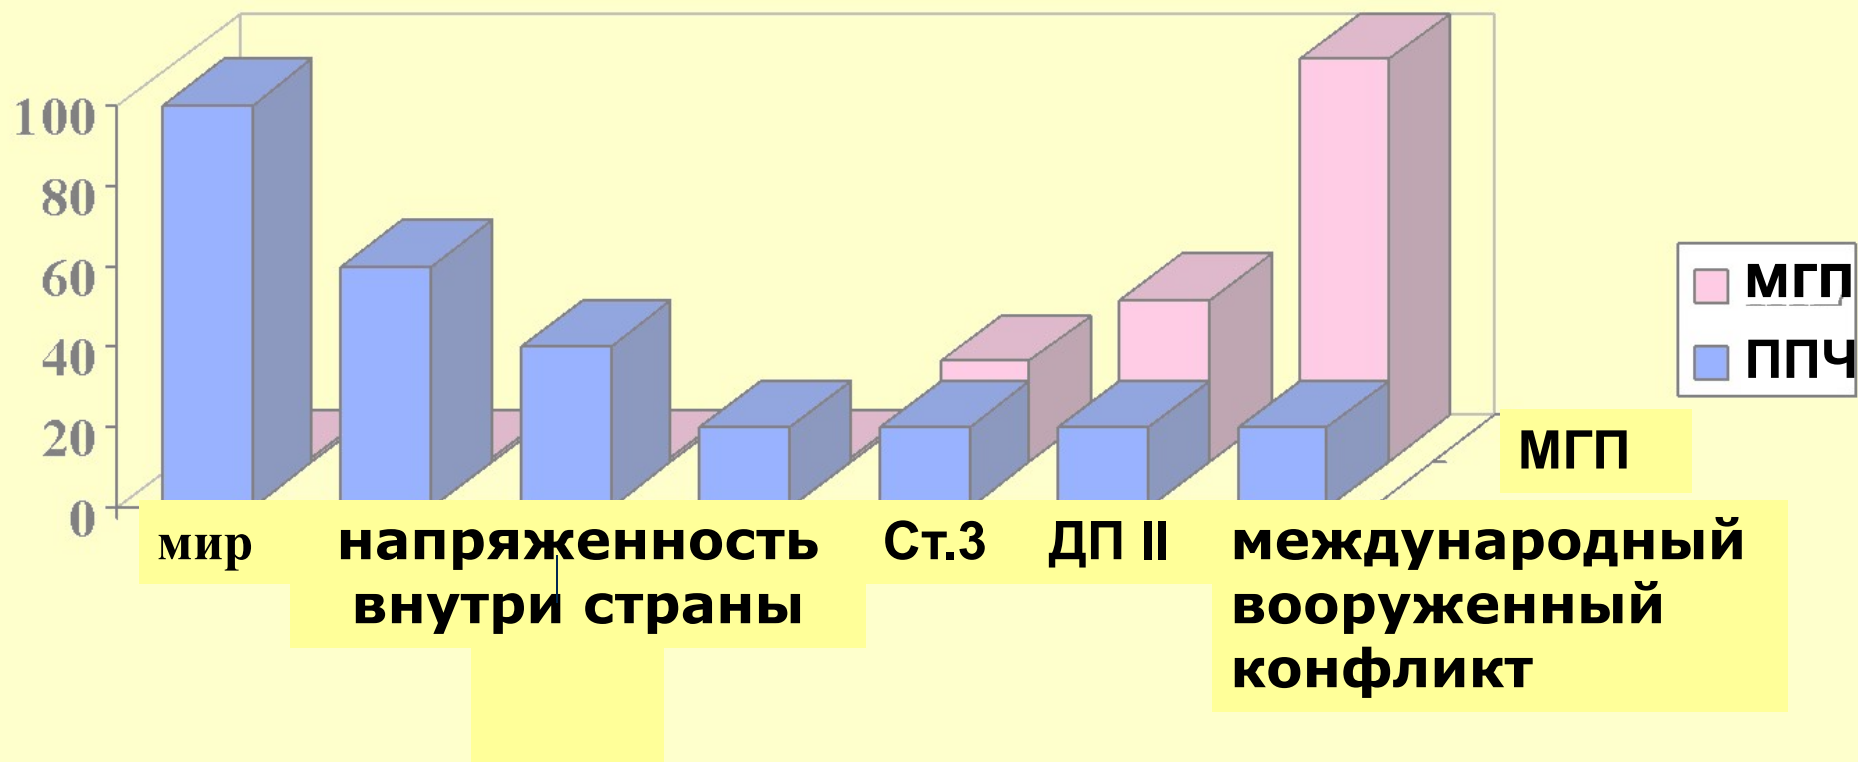 100
80
60
40
20
0
МГП
ППЧ
МГП
мир
напряженность
внутри страны
Ст.3
ДП II
международный
вооруженный
конфликт